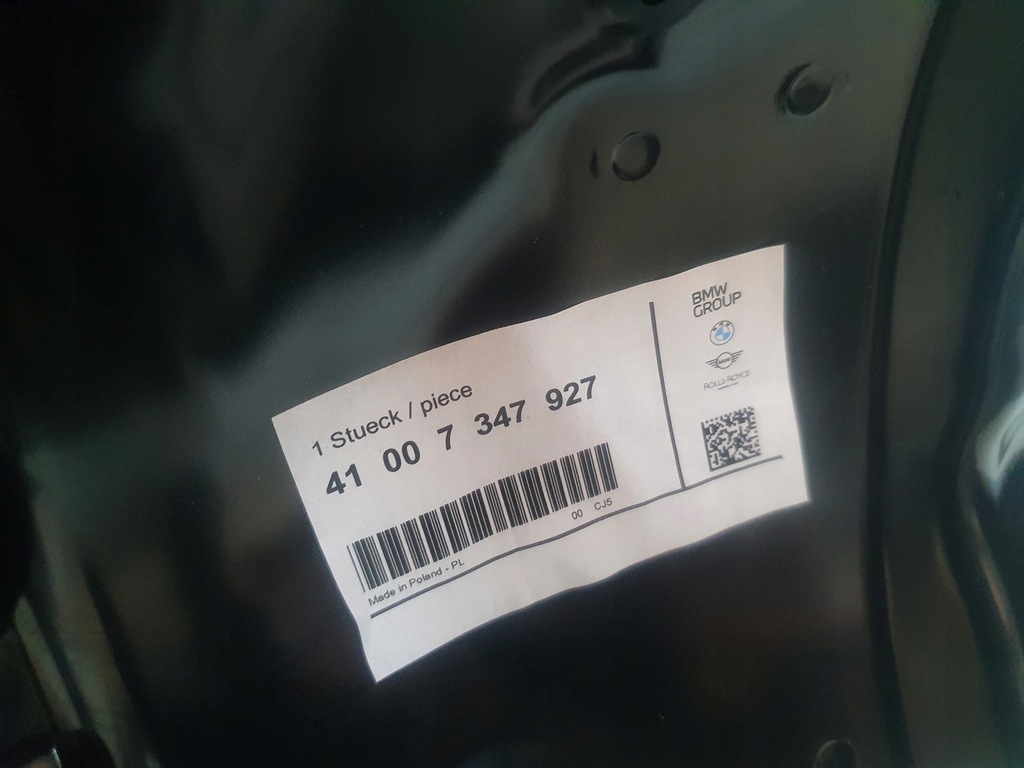 1 Stueck / piece
41 00 7 347 927
00 CJ5
Made in Poland - PL
BMW
GROUP
ROLLS-ROYCE